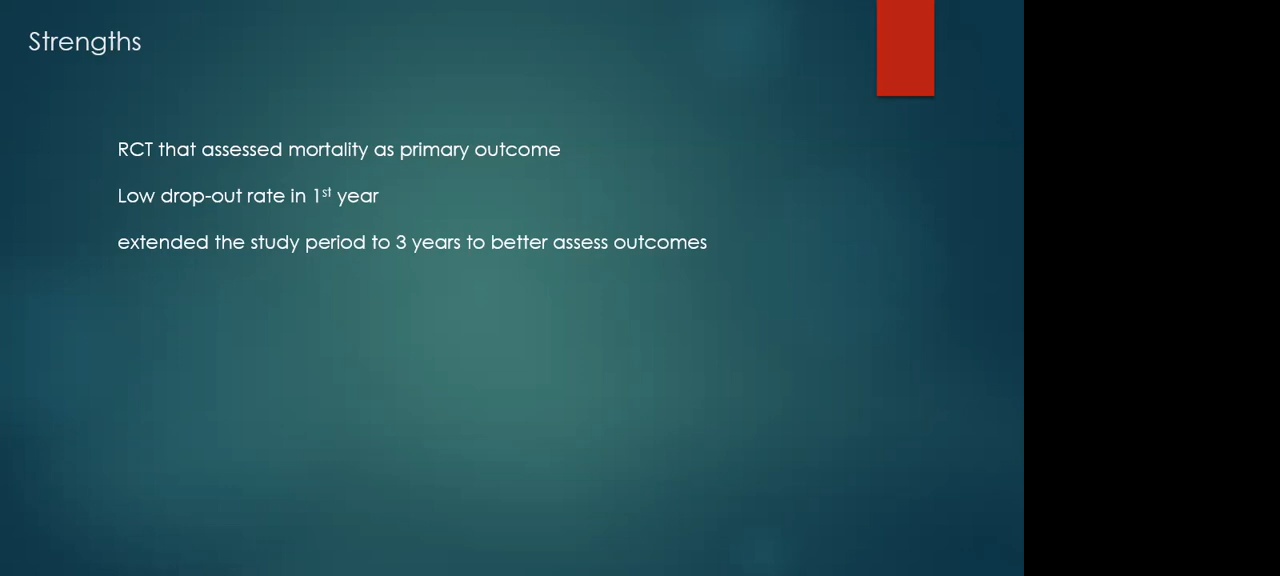 Strengths
RCT that assessed mortality as primary outcome
Low drop-out rate in 1st year
extended the study period to 3 years to better assess outcomes